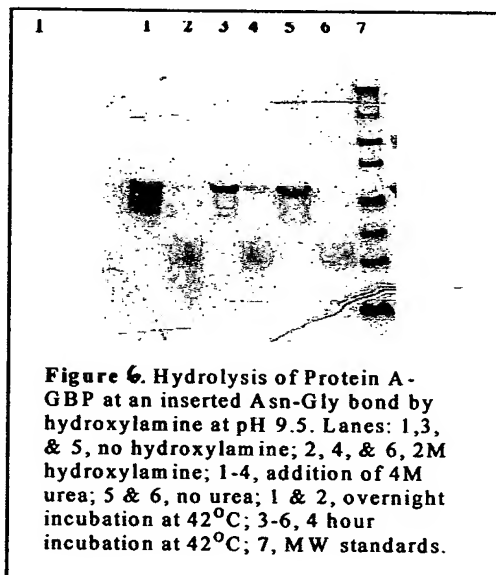 1 1 2 3 4 5 6 7
Figure 6. Hydrolysis of Protein A-
GBP at an inserted Asn-Gly bond by
hydroxylamine at pH 9.5. Lanes: 1,3,
& 5, no hydroxylamine; 2, 4, & 6, 2M
hydroxylamine; 1-4, addition of 4M
urea; 5 & 6, no urea; 1 & 2, overnight
incubation at 42°C; 3-6, 4 hour
incubation at 42°C; 7, MW standards.